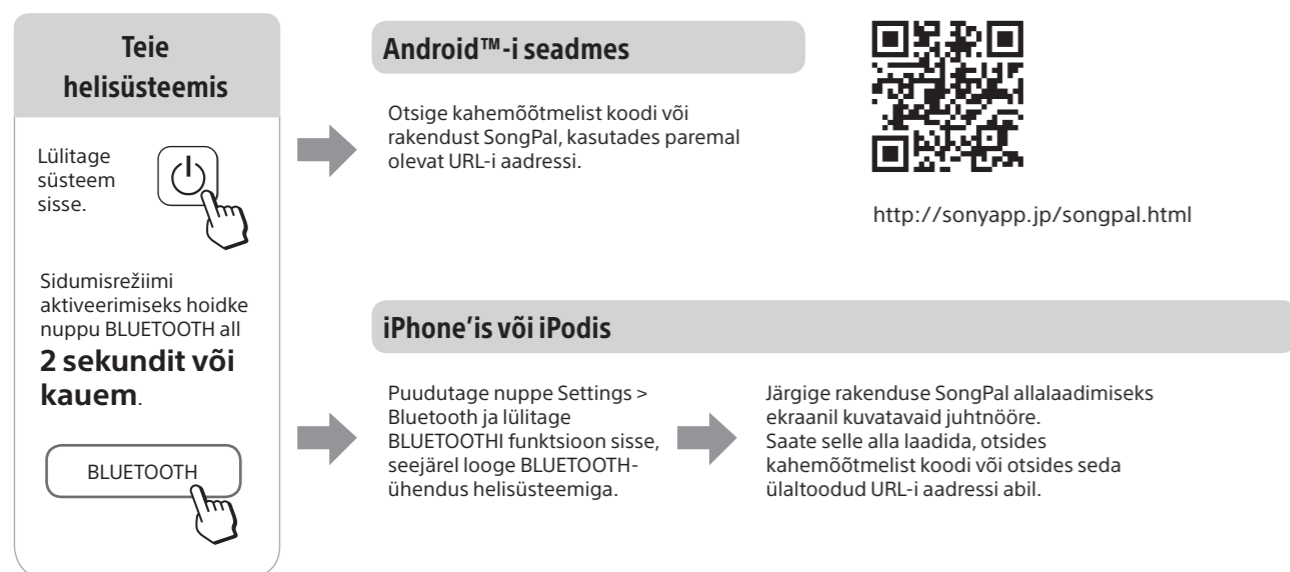 Teie
helisüsteemis
Lülitage
süsteem
sisse.
Sidumisrežiimi
aktiveerimiseks hoidke
nuppu BLUETOOTH all
2 sekundit või
kauem.
BLUETOOTH
Android™-i seadmes
Otsige kahemõõtmelist koodi või
rakendust SongPal, kasutades paremal
olevat URL-i aadressi.
http://sonyapp.jp/songpal.html
iPhone’is või iPodis
Puudutage nuppe Settings >
Bluetooth ja lülitage
BLUETOOTHI funktsioon sisse,
seejärel looge BLUETOOTH-
ühendus helisüsteemiga.
Järgige rakenduse SongPal allalaadimiseks
ekraanil kuvatavaid juhtnööre.
Saate selle alla laadida, otsides
kahemõõtmelist koodi või otsides seda
ülaltoodud URL-i aadressi abil.